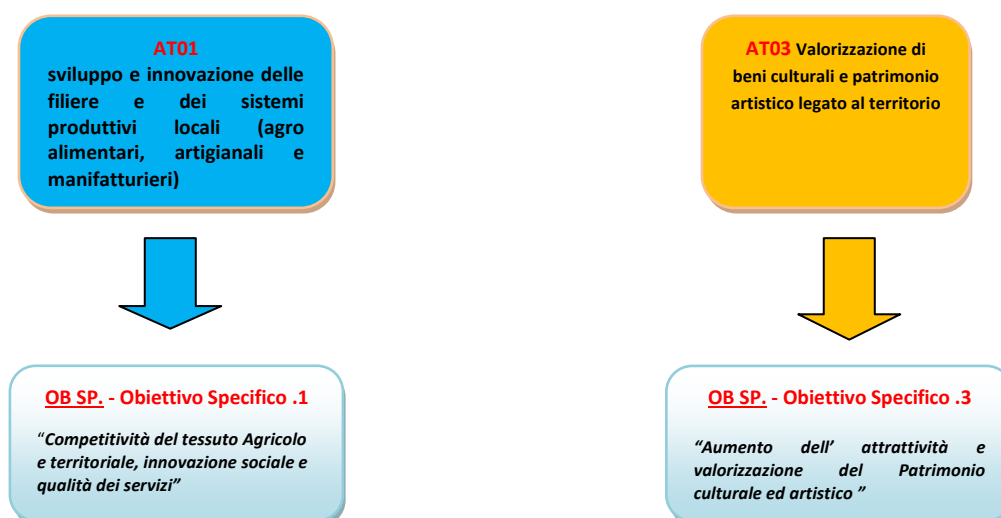 AT01
sviluppo e innovazione delle
filiere e dei sistemi
produttivi locali (agro
alimentari, artigianali e
manifatturieri)
AT03 Valorizzazione di
beni culturali e patrimonio
artistico legato al territorio
OB SP. - Obiettivo Specifico .1
“Competitività del tessuto Agricolo
e territoriale, innovazione sociale e
qualità dei servizi”
OB SP. - Obiettivo Specifico .3
“Aumento dell’ attrattività e
valorizzazione del Patrimonio
culturale ed artistico ”